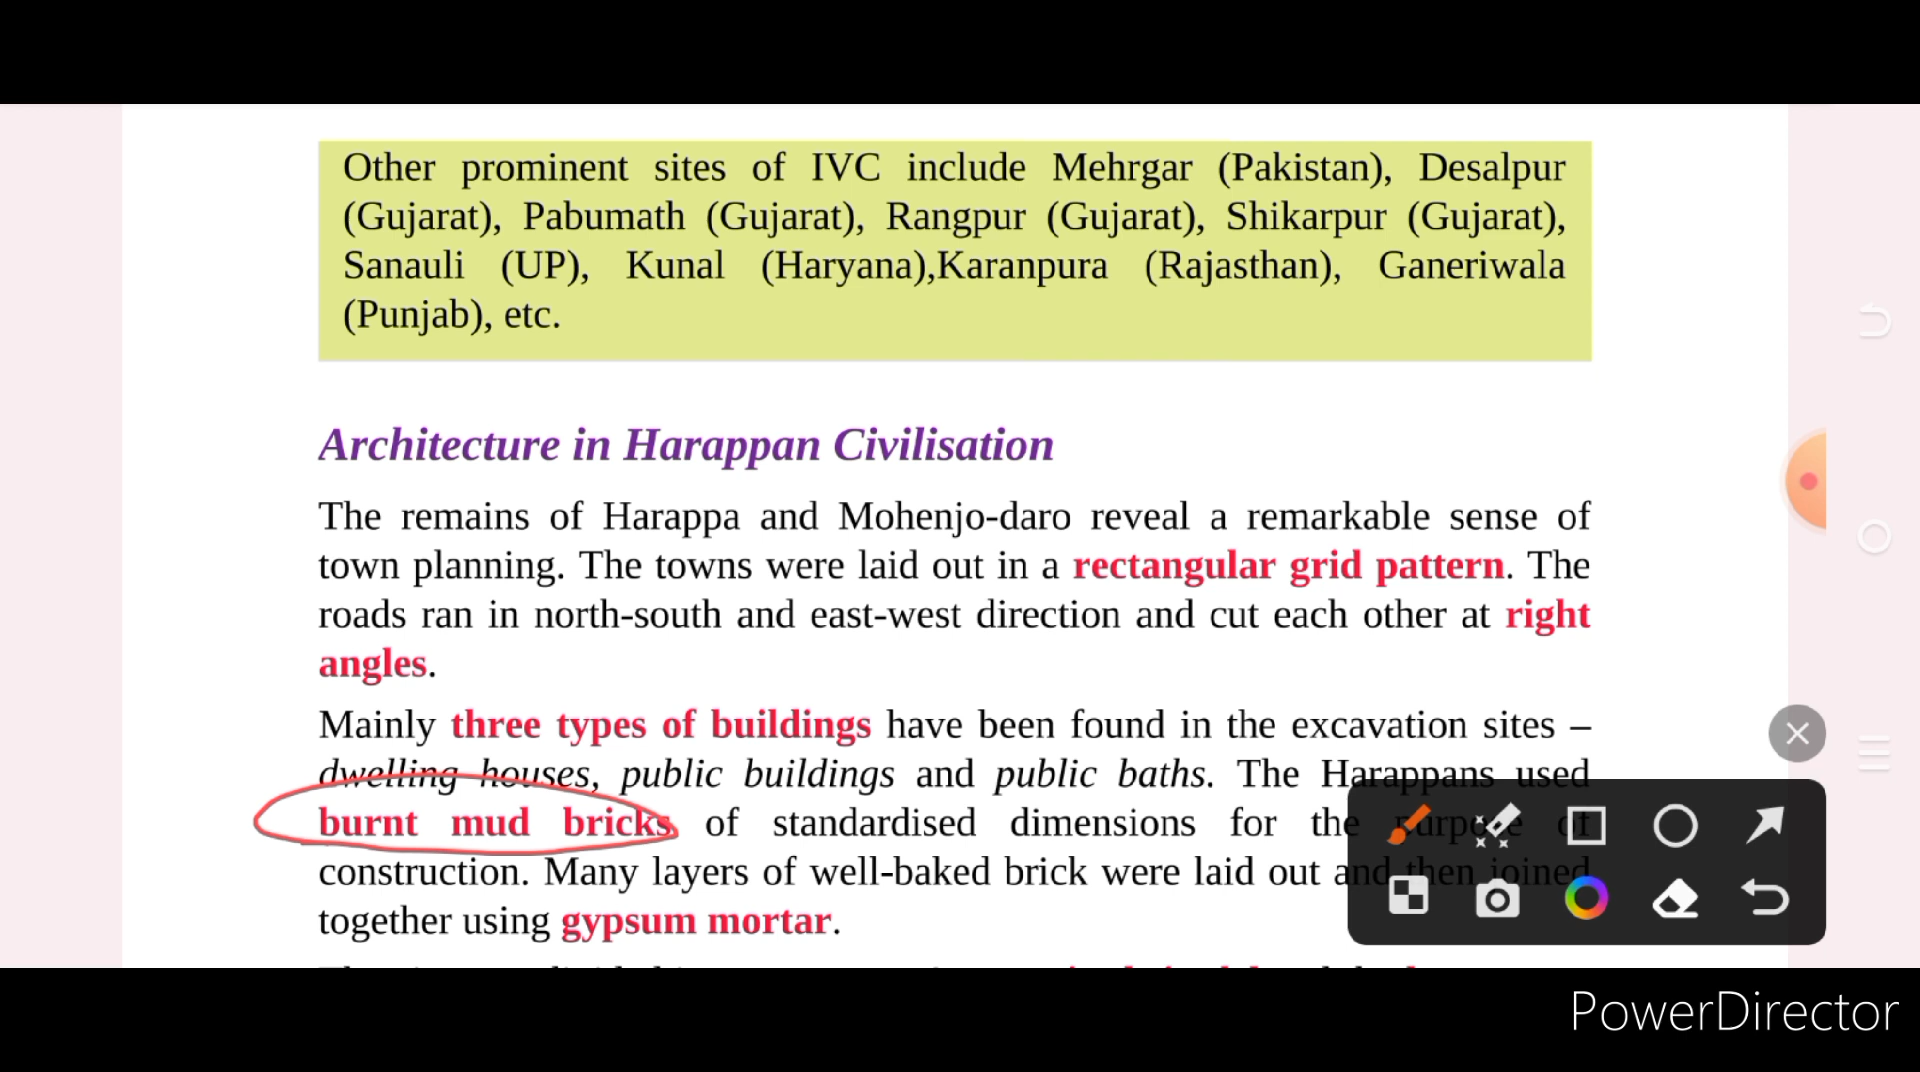 Other prominent sites of IVC include Mehrgar (Pakistan), Desalpur
(Gujarat), Pabumath (Gujarat), Rangpur (Gujarat), Shikarpur (Gujarat),
Sanauli (UP), Kunal (Haryana),Karanpura (Rajasthan), Ganeriwala
(Punjab), etc.
Architecture in Harappan Civilisation
The remains of Harappa and Mohenjo-daro reveal a remarkable sense of
town planning. The towns were laid out in a rectangular grid pattern. The
roads ran in north-south and east-west direction and cut each other at right
angles.
Mainly three types of buildings have been found in the excavation sites –
dwelling houses, public buildings and public baths. The Harappans used
burnt mud bricks of standardised dimensions for the purpose of
construction. Many layers of well-baked brick were laid out and then joined
together using gypsum mortar.
PowerDirector